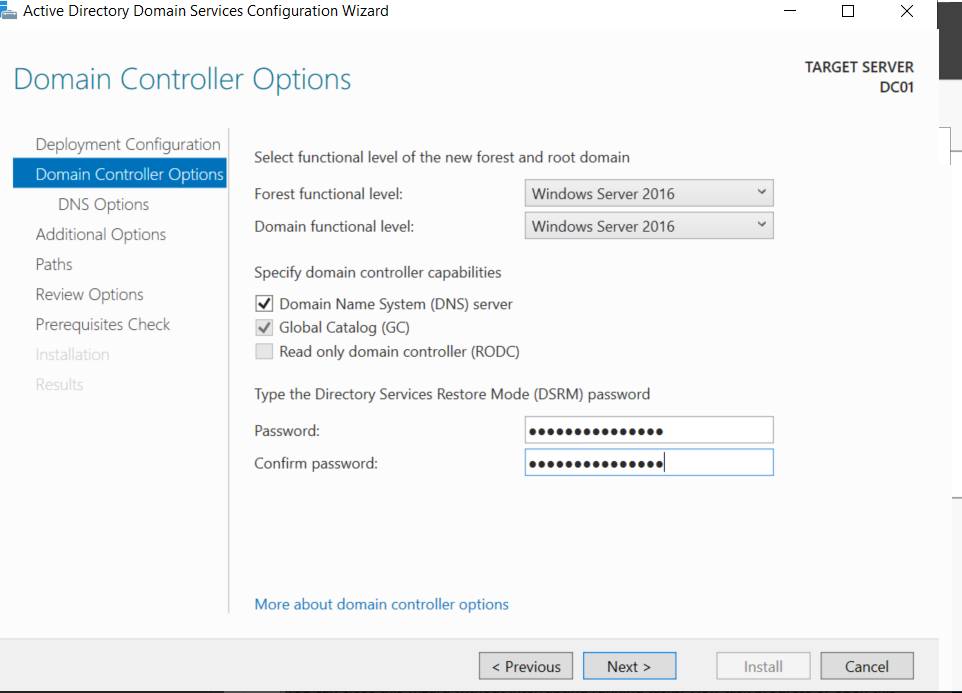 Active Directory Domain Services Configuration Wizard
Domain Controller Options
TARGET SERVER
DC01
Deployment Configuration
Domain Controller Options
DNS Options
Additional Options
Paths
Review Options
Prerequisites Check
Installation
Results
Select functional level of the new forest and root domain
Forest functional level: Windows Server 2016
Domain functional level: Windows Server 2016
Specify domain controller capabilities
Domain Name System (DNS) server
Global Catalog (GC)
Read only domain controller (RODC)
Type the Directory Services Restore Mode (DSRM) password
Password: ●●●●●●●●●●●●●●●
Confirm password: ●●●●●●●●●●●●●●●
More about domain controller options
< Previous Next > Install Cancel